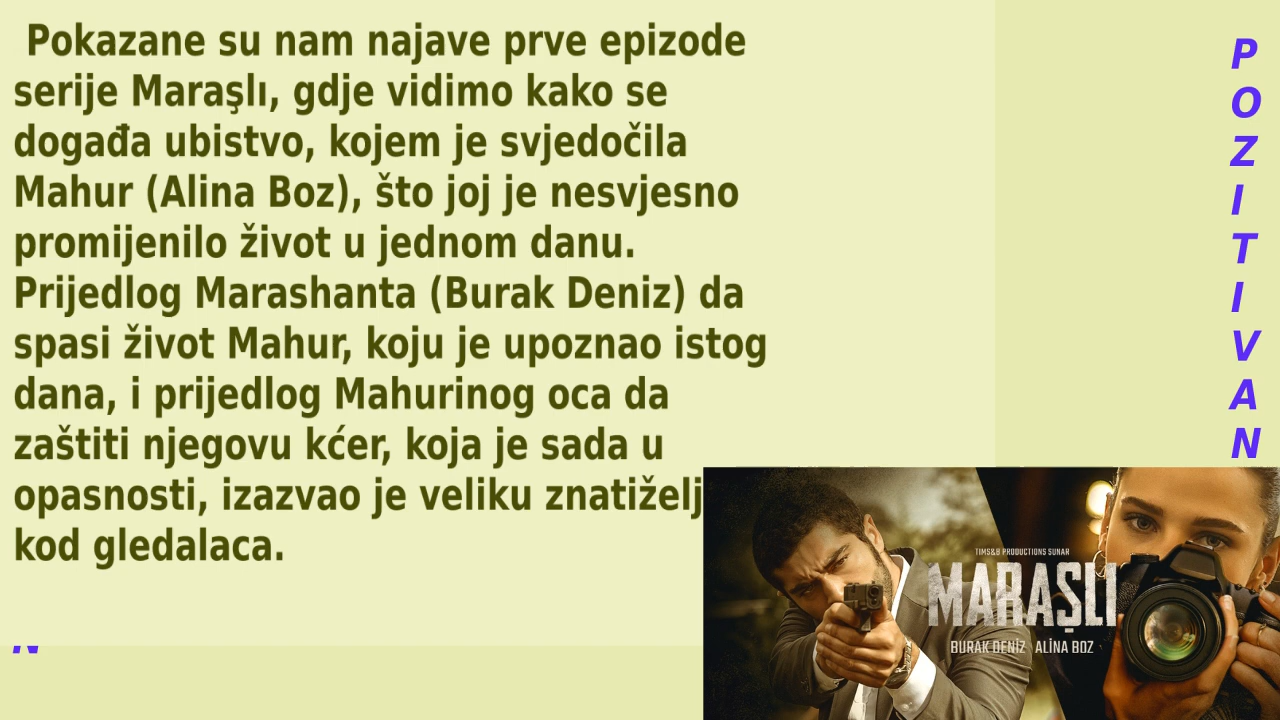 Pokazane su nam najave prve epizode
serije Maraşlı, gdje vidimo kako se
događa ubistvo, kojem je svjedočila
Mahur (Alina Boz), što joj je nesvjesno
promijenilo život u jednom danu.
Prijedlog Marashanta (Burak Deniz) da
spasi život Mahur, koju je upoznao istog
dana, i prijedlog Mahurinog oca da
zaštiti njegovu kćer, koja je sada u
opasnosti, izazvao je veliku znatiželj
kod gledalaca.
P
O
Z
I
T
I
V
A
N
TIMS&B PRODUCTIONS SUNAR
MARAŞLI
BURAK DENİZ ALİNA BOZ